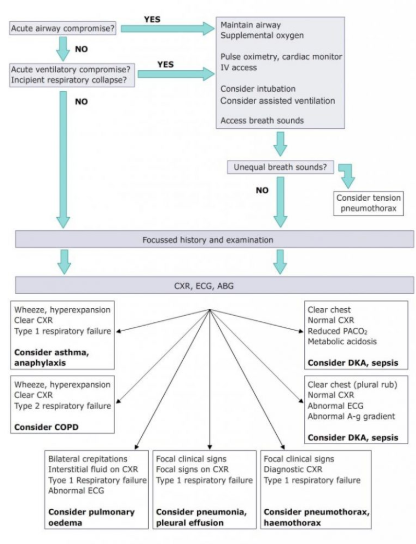 Acute airway compromise?
YES
NO
Maintain airway
Supplemental oxygen
Pulse oximetry, cardiac monitor
IV access
Consider intubation
Consider assisted ventilation
Access breath sounds
Acute ventilatory compromise?
Incipient respiratory collapse?
YES
NO
Unequal breath sounds?
NO
Consider tension
pneumothorax
Focussed history and examination
CXR, ECG, ABG
Wheeze, hyperexpansion
Clear CXR
Type 1 respiratory failure
Consider asthma,
anaphylaxis
Clear chest
Normal CXR
Reduced PACO₂
Metabolic acidosis
Consider DKA, sepsis
Wheeze, hyperexpansion
Clear CXR
Type 2 respiratory failure
Consider COPD
Clear chest (plural rub)
Normal CXR
Abnormal ECG
Abnormal A-g gradient
Consider DKA, sepsis
Bilateral crepitations
Interstitial fluid on CXR
Tyoe 1 Respiratory failure
Abnormal ECG
Consider pulmonary
oedema
Focal clinical signs
Focal signs on CXR
Type 1 respiratory failure
Consider pneumonia,
pleural effusion
Focal clinical signs
Diagnostic CXR
Type 1 respiratory failure
Consider pneumothorax,
haemothorax